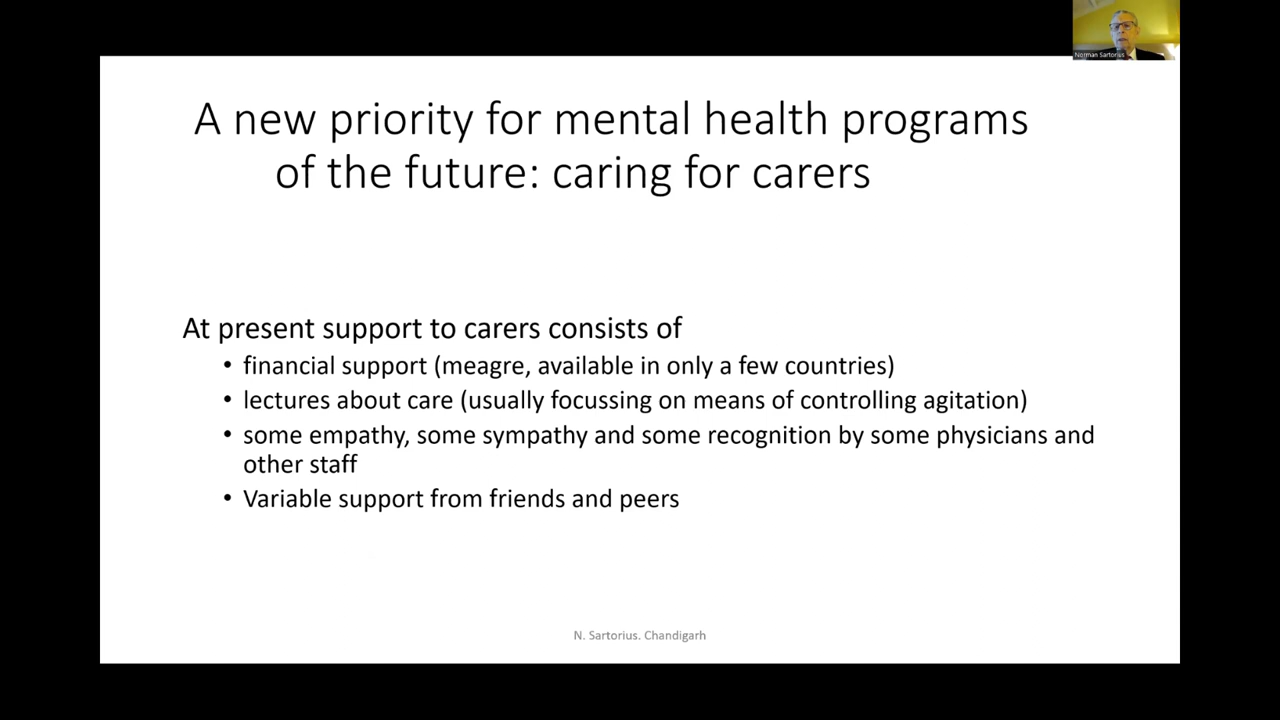 Norman Sartorius
A new priority for mental health programs
of the future: caring for carers
At present support to carers consists of
• financial support (meagre, available in only a few countries)
• lectures about care (usually focussing on means of controlling agitation)
• some empathy, some sympathy and some recognition by some physicians and
other staff
• Variable support from friends and peers
N. Sartorius. Chandigarh